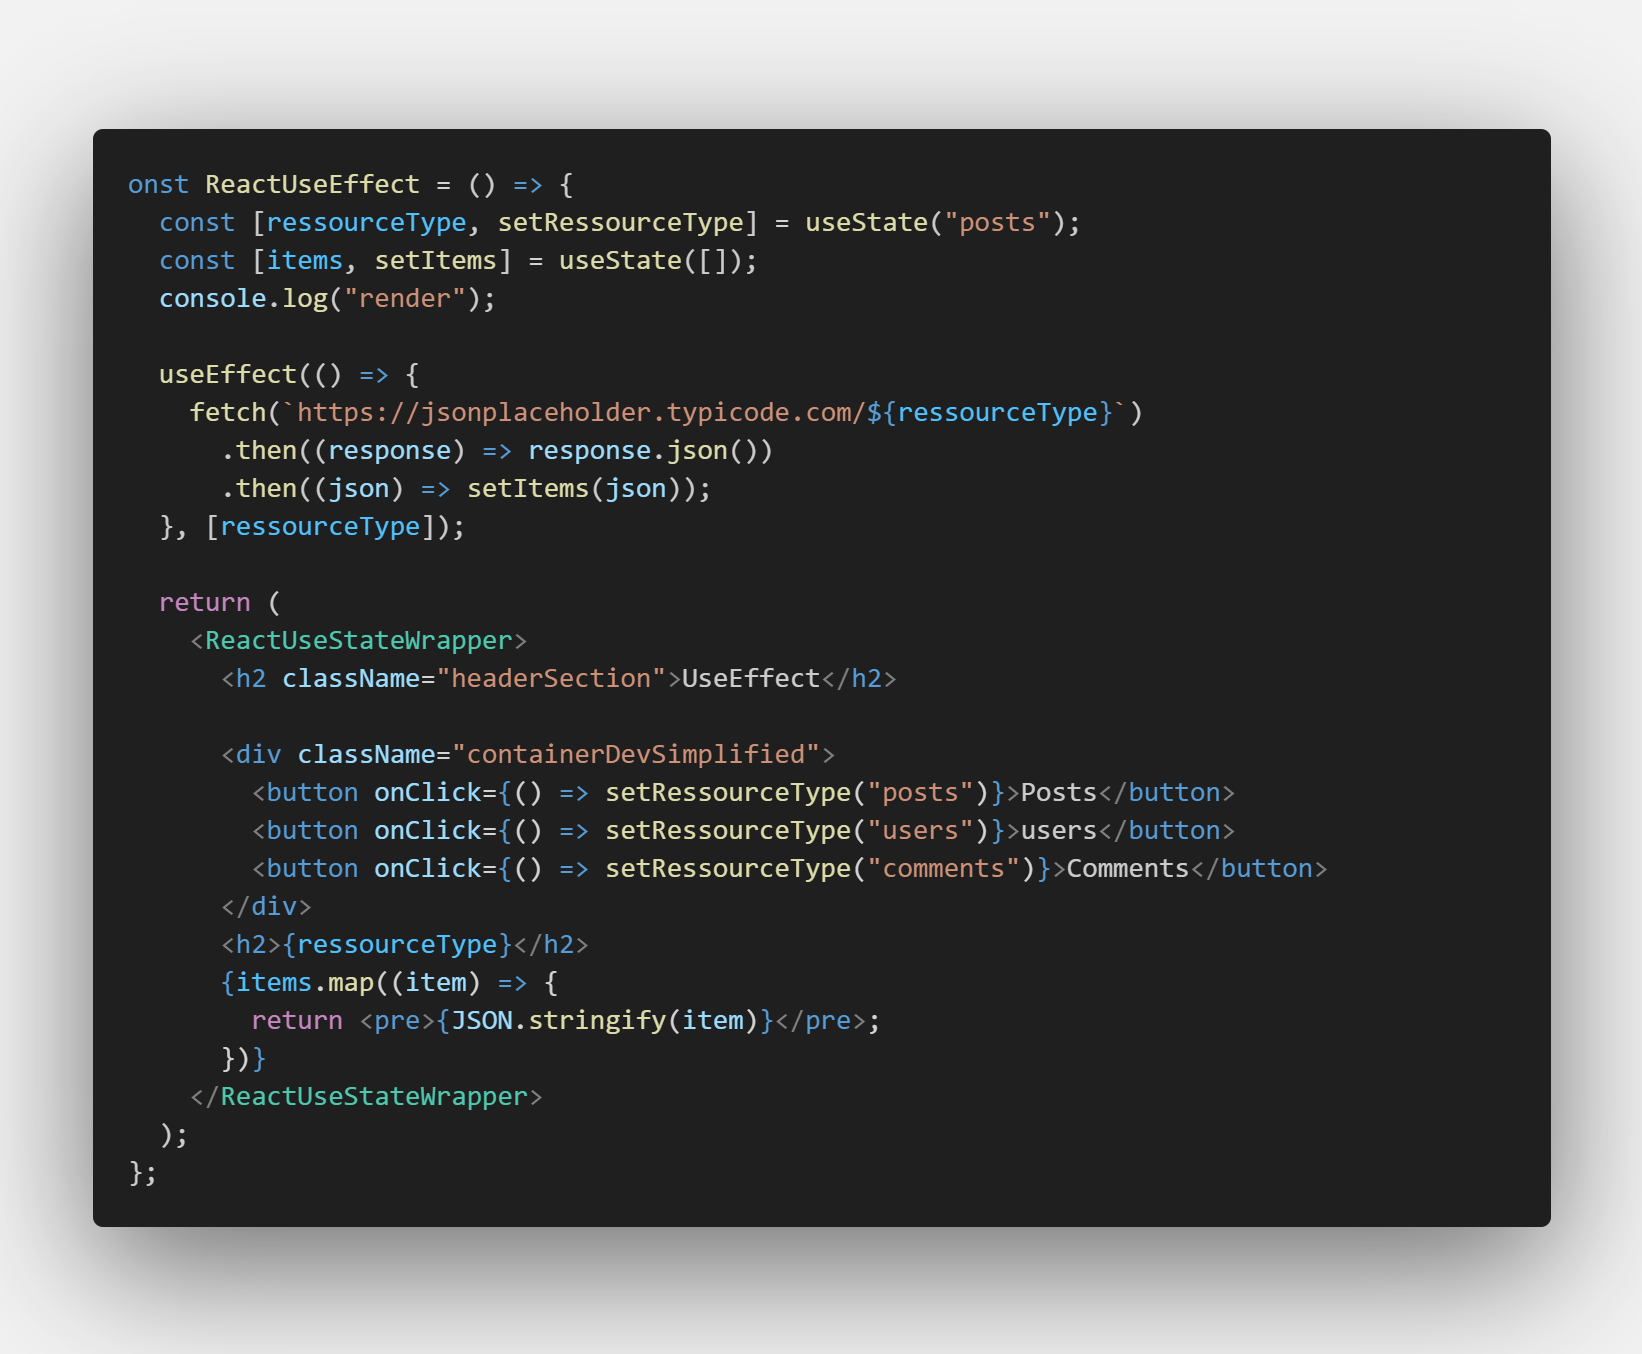 onst ReactUseEffect = () => {
  const [ressourceType, setRessourceType] = useState("posts");
  const [items, setItems] = useState([]);
  console.log("render");

  useEffect(() => {
    fetch(`https://jsonplaceholder.typicode.com/${ressourceType}`)
      .then((response) => response.json())
      .then((json) => setItems(json));
  }, [ressourceType]);

  return (
    <ReactUseStateWrapper>
      <h2 className="headerSection">UseEffect</h2>

      <div className="containerDevSimplified">
        <button onClick={() => setRessourceType("posts")}>Posts</button>
        <button onClick={() => setRessourceType("users")}>users</button>
        <button onClick={() => setRessourceType("comments")}>Comments</button>
      </div>
      <h2>{ressourceType}</h2>
      {items.map((item) => {
        return <pre>{JSON.stringify(item)}</pre>;
      })}
    </ReactUseStateWrapper>
  );
};